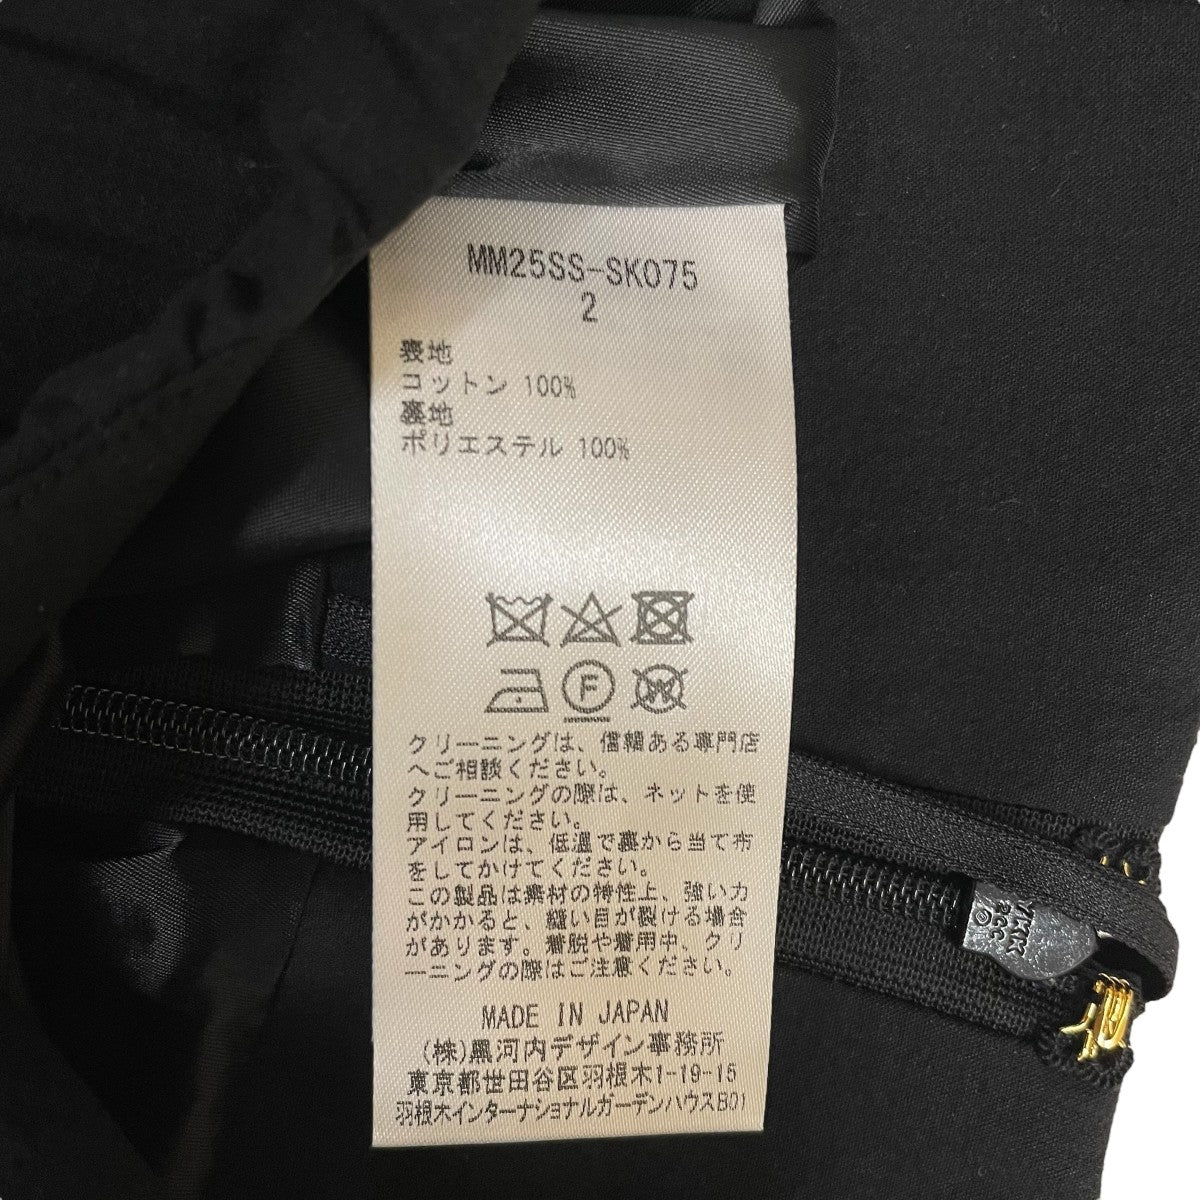 MM25SS-SK075
2
表地
コットン 100%
裏地
ポリエステル 100%
F
W
クリーニングは、信頼ある専門店
へご相談ください。
クリーニングの際は、ネットを使
用してください。
アイロンは、低温で裏から当て布
をしてかけてください。
この製品は素材の特性上、強い力
がかかると、縫い目が裂ける場合
があります。着脱や着用中、クリ
ーニングの際はご注意ください。
MADE IN JAPAN
(株)黒河内デザイン事務所
東京都世田谷区羽根木1-19-15
羽根木インターナショナルガーデンハウスB01
YKK
2CC